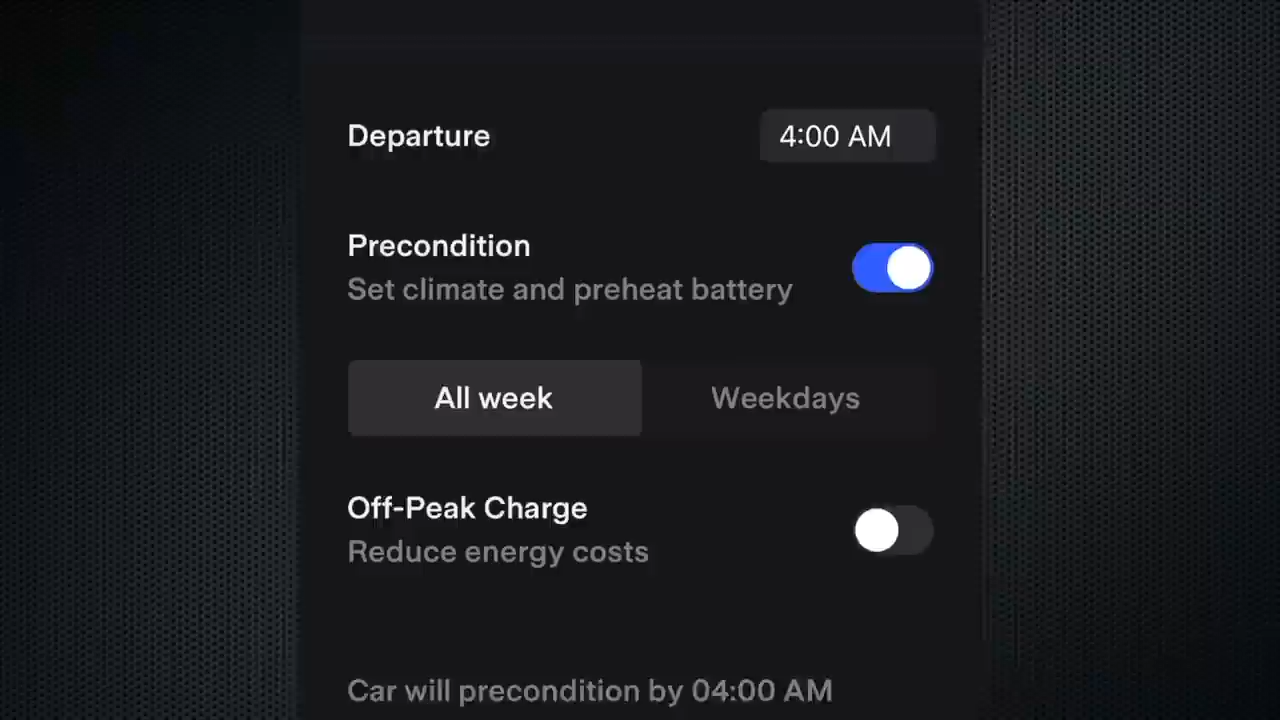 Departure
4:00 AM
Precondition
Set climate and preheat battery
All week
Weekdays
Off-Peak Charge
Reduce energy costs
Car will precondition by 04:00 AM